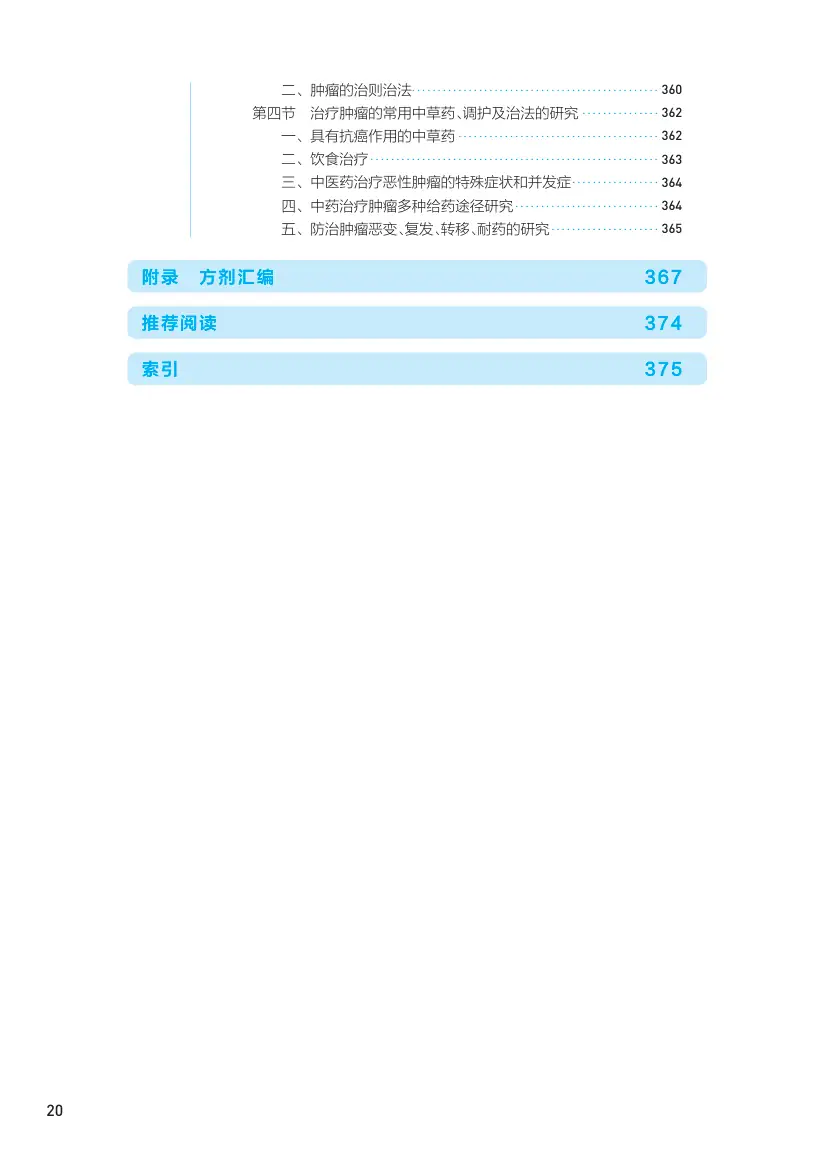 二、肿瘤的治则治法 360
第四节　治疗肿瘤的常用中草药、调护及治法的研究 362
一、具有抗癌作用的中草药 362
二、饮食治疗 363
三、中医药治疗恶性肿瘤的特殊症状和并发症 364
四、中药治疗肿瘤多种给药途径研究 364
五、防治肿瘤恶变、复发、转移、耐药的研究 365
附录　方剂汇编 367
推荐阅读 374
索引 375
20